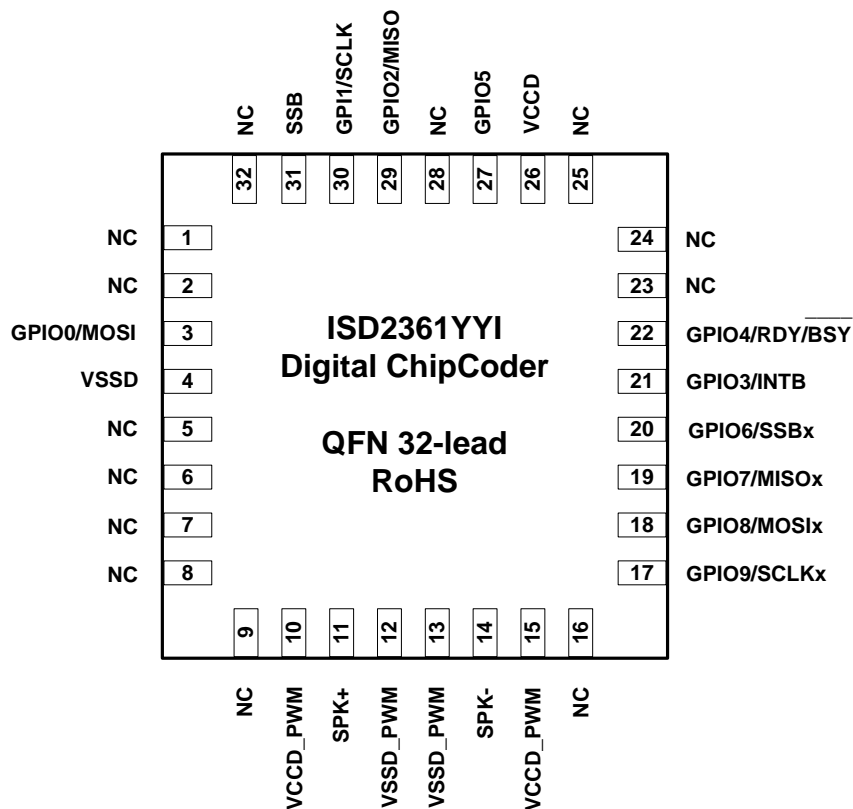 NC
SSB
GPI1/SCLK
GPIO2/MISO
NC
GPIO5
VCCD
NC
32
31
30
29
28
27
26
25
NC 1
NC 2
GPIO0/MOSI 3
VSSD 4
NC 5
NC 6
NC 7
NC 8
24 NC
23 NC
22 GPIO4/RDY/B̅S̅Y̅
21 GPIO3/INTB
20 GPIO6/SSBx
19 GPIO7/MISOx
18 GPIO8/MOSIx
17 GPIO9/SCLKx
ISD2361YYI
Digital ChipCoder
QFN 32-lead
RoHS
9
10
11
12
13
14
15
16
NC
VCCD_PWM
SPK+
VSSD_PWM
VSSD_PWM
SPK-
VCCD_PWM
NC